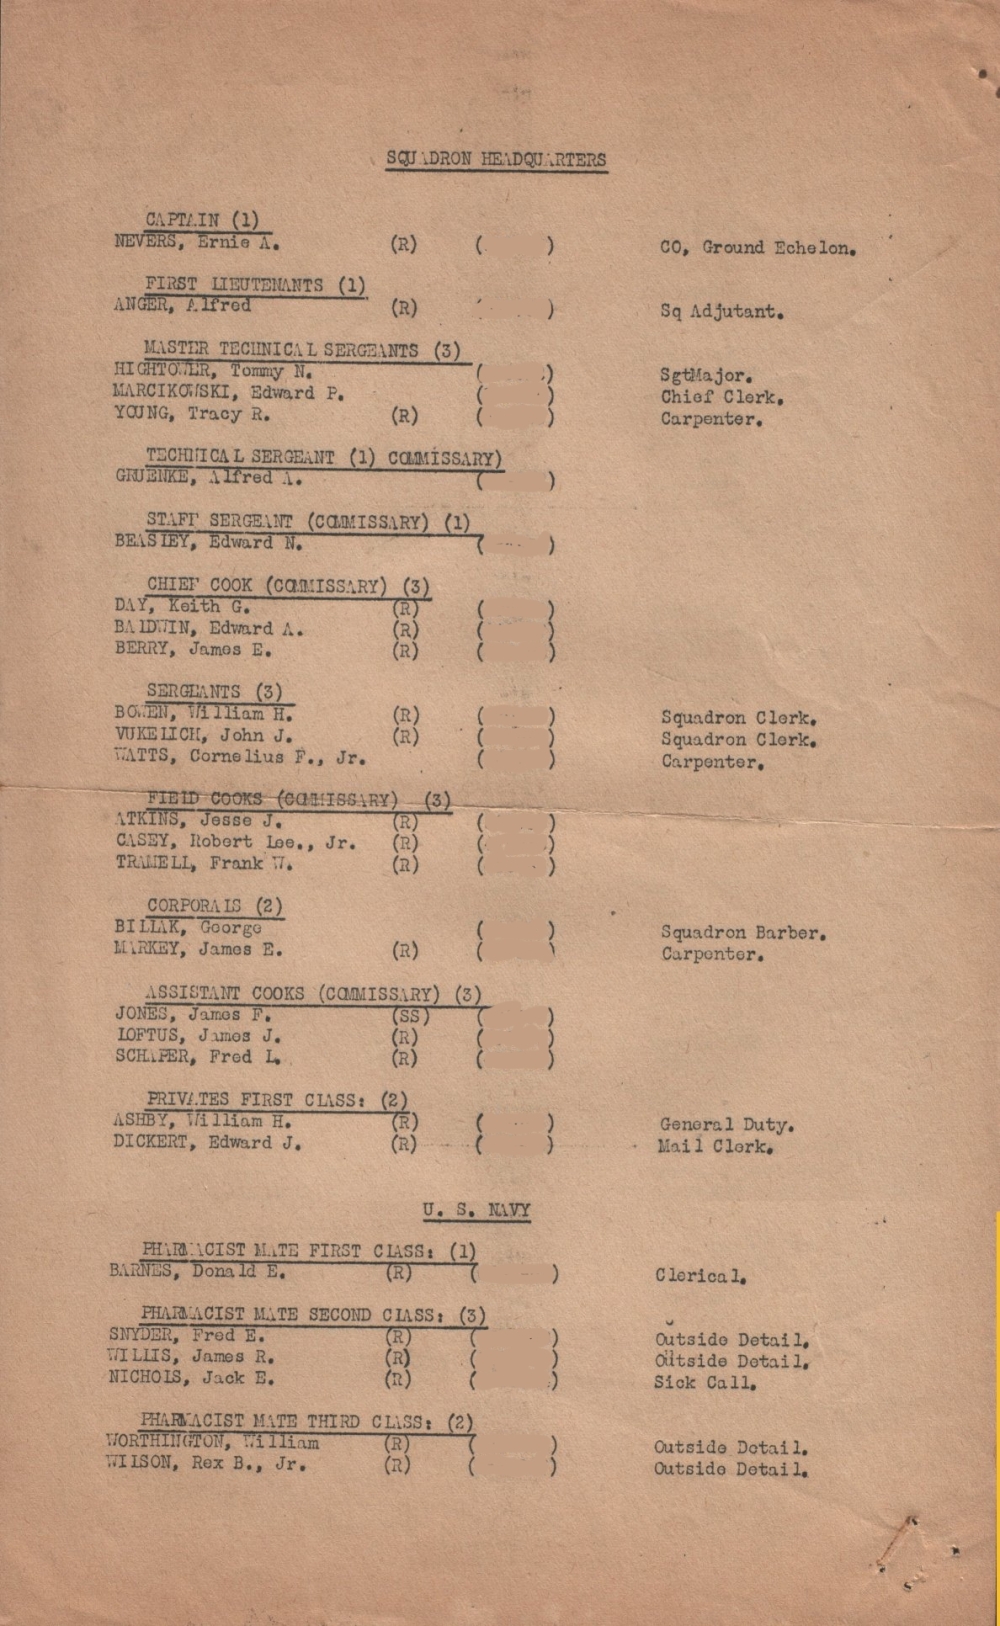 SQUADRON HEADQUARTERS
CAPTAIN (1)
NEVERS, Ernie A. (R) ( ) CO, Ground Echelon.
FIRST LIEUTENANTS (1)
ANGER, Alfred (R) ) Sq Adjutant.
MASTER TECHNICAL SERGEANTS (3)
HIGHTOWER, Tommy N. ( ) SgtMajor.
MARCIKOWSKI, Edward P. ( ) Chief Clerk.
YOUNG, Tracy R. (R) ( ) Carpenter.
TECHNICAL SERGEANT (1) COMMISSARY)
GRUENKE, Alfred A. ( )
STAFF SERGEANT (COMMISSARY) (1)
BEASLEY, Edward N. ( )
CHIEF COOK (COMMISSARY) (3)
DAY, Keith G. (R) ( )
BALDWIN, Edward A. (R) ( )
BERRY, James E. (R) ( )
SERGEANTS (3)
BOWEN, William H. (R) ( ) Squadron Clerk.
VUKELICH, John J. (R) ( ) Squadron Clerk.
WATTS, Cornelius F., Jr. ( ) Carpenter.
FIELD COOKS (COMMISSARY) (3)
ATKINS, Jesse J. (R) ( )
CASEY, Robert Lee., Jr. (R) ( )
TRAMELL, Frank W. (R) ( )
CORPORALS (2)
BILLAK, George ( ) Squadron Barber.
MARKEY, James E. (R) ( ) Carpenter.
ASSISTANT COOKS (COMMISSARY) (3)
JONES, James F. (SS) ( )
LOFTUS, James J. (R) ( )
SCHAPER, Fred L. (R) ( )
PRIVATES FIRST CLASS: (2)
ASHBY, William H. (R) ( ) General Duty.
DICKERT, Edward J. (R) ( ) Mail Clerk.
U. S. NAVY
PHARMACIST MATE FIRST CLASS: (1)
BARNES, Donald E. (R) ( ) Clerical.
PHARMACIST MATE SECOND CLASS: (3)
SNYDER, Fred E. (R) ( ) Outside Detail.
WILLIS, James R. (R) ( ) Outside Detail.
NICHOLS, Jack E. (R) ( ) Sick Call.
PHARMACIST MATE THIRD CLASS: (2)
WORTHINGTON, William (R) ( ) Outside Detail.
WILSON, Rex B., Jr. (R) ( ) Outside Detail.